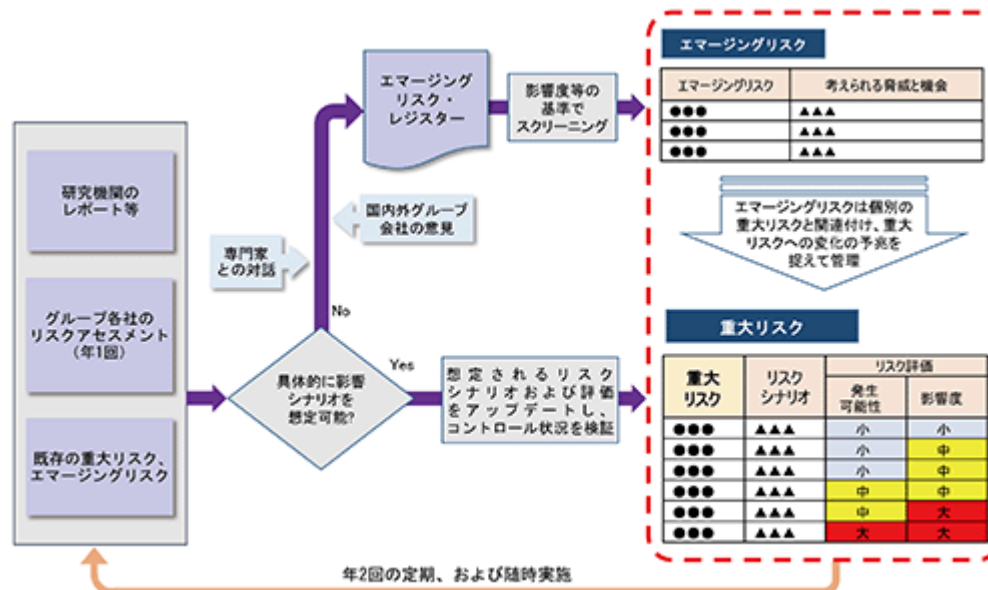 研究機関の
レポート等
グループ各社の
リスクアセスメント
(年1回)
既存の重大リスク、
エマージングリスク
具体的に影響
シナリオを
想定可能?
No
Yes
専門家
との対話
国内外グループ
会社の意見
エマージング
リスク・
レジスター
影響度等の
基準で
スクリーニング
想定されるリスク
シナリオおよび評価
をアップデートし、
コントロール状況を検証
エマージングリスク
エマージングリスク 考えられる脅威と機会
●●● ▲▲▲
●●● ▲▲▲
●●● ▲▲▲
エマージングリスクは個別の
重大リスクと関連付け、重大
リスクへの変化の予兆を
捉えて管理
重大リスク
重大
リスク
リスク
シナリオ
リスク評価
発生
可能性
影響度
●●● ▲▲▲ 小 小
●●● ▲▲▲ 小 中
●●● ▲▲▲ 小 中
●●● ▲▲▲ 中 中
●●● ▲▲▲ 中 大
●●● ▲▲▲ 大 大
年2回の定期、および随時実施